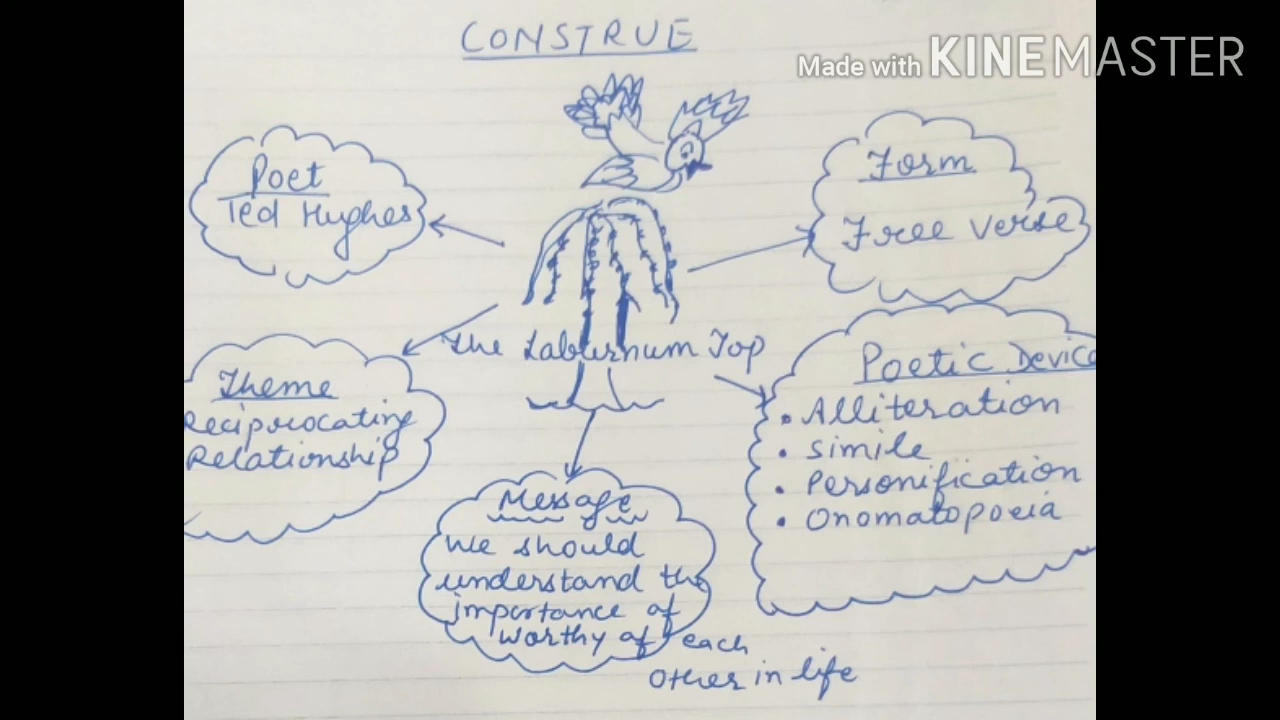 CONSTRUE
Made with KINEMASTER
Poet
Ted Hughes
Form
Free Verse
The Laburnum Top
Theme
Reciprocating
Relationship
Poetic Device
• Alliteration
• Simile
• Personification
• Onomatopoeia
Message
We should
understand the
importance of
worthy of each
other in life